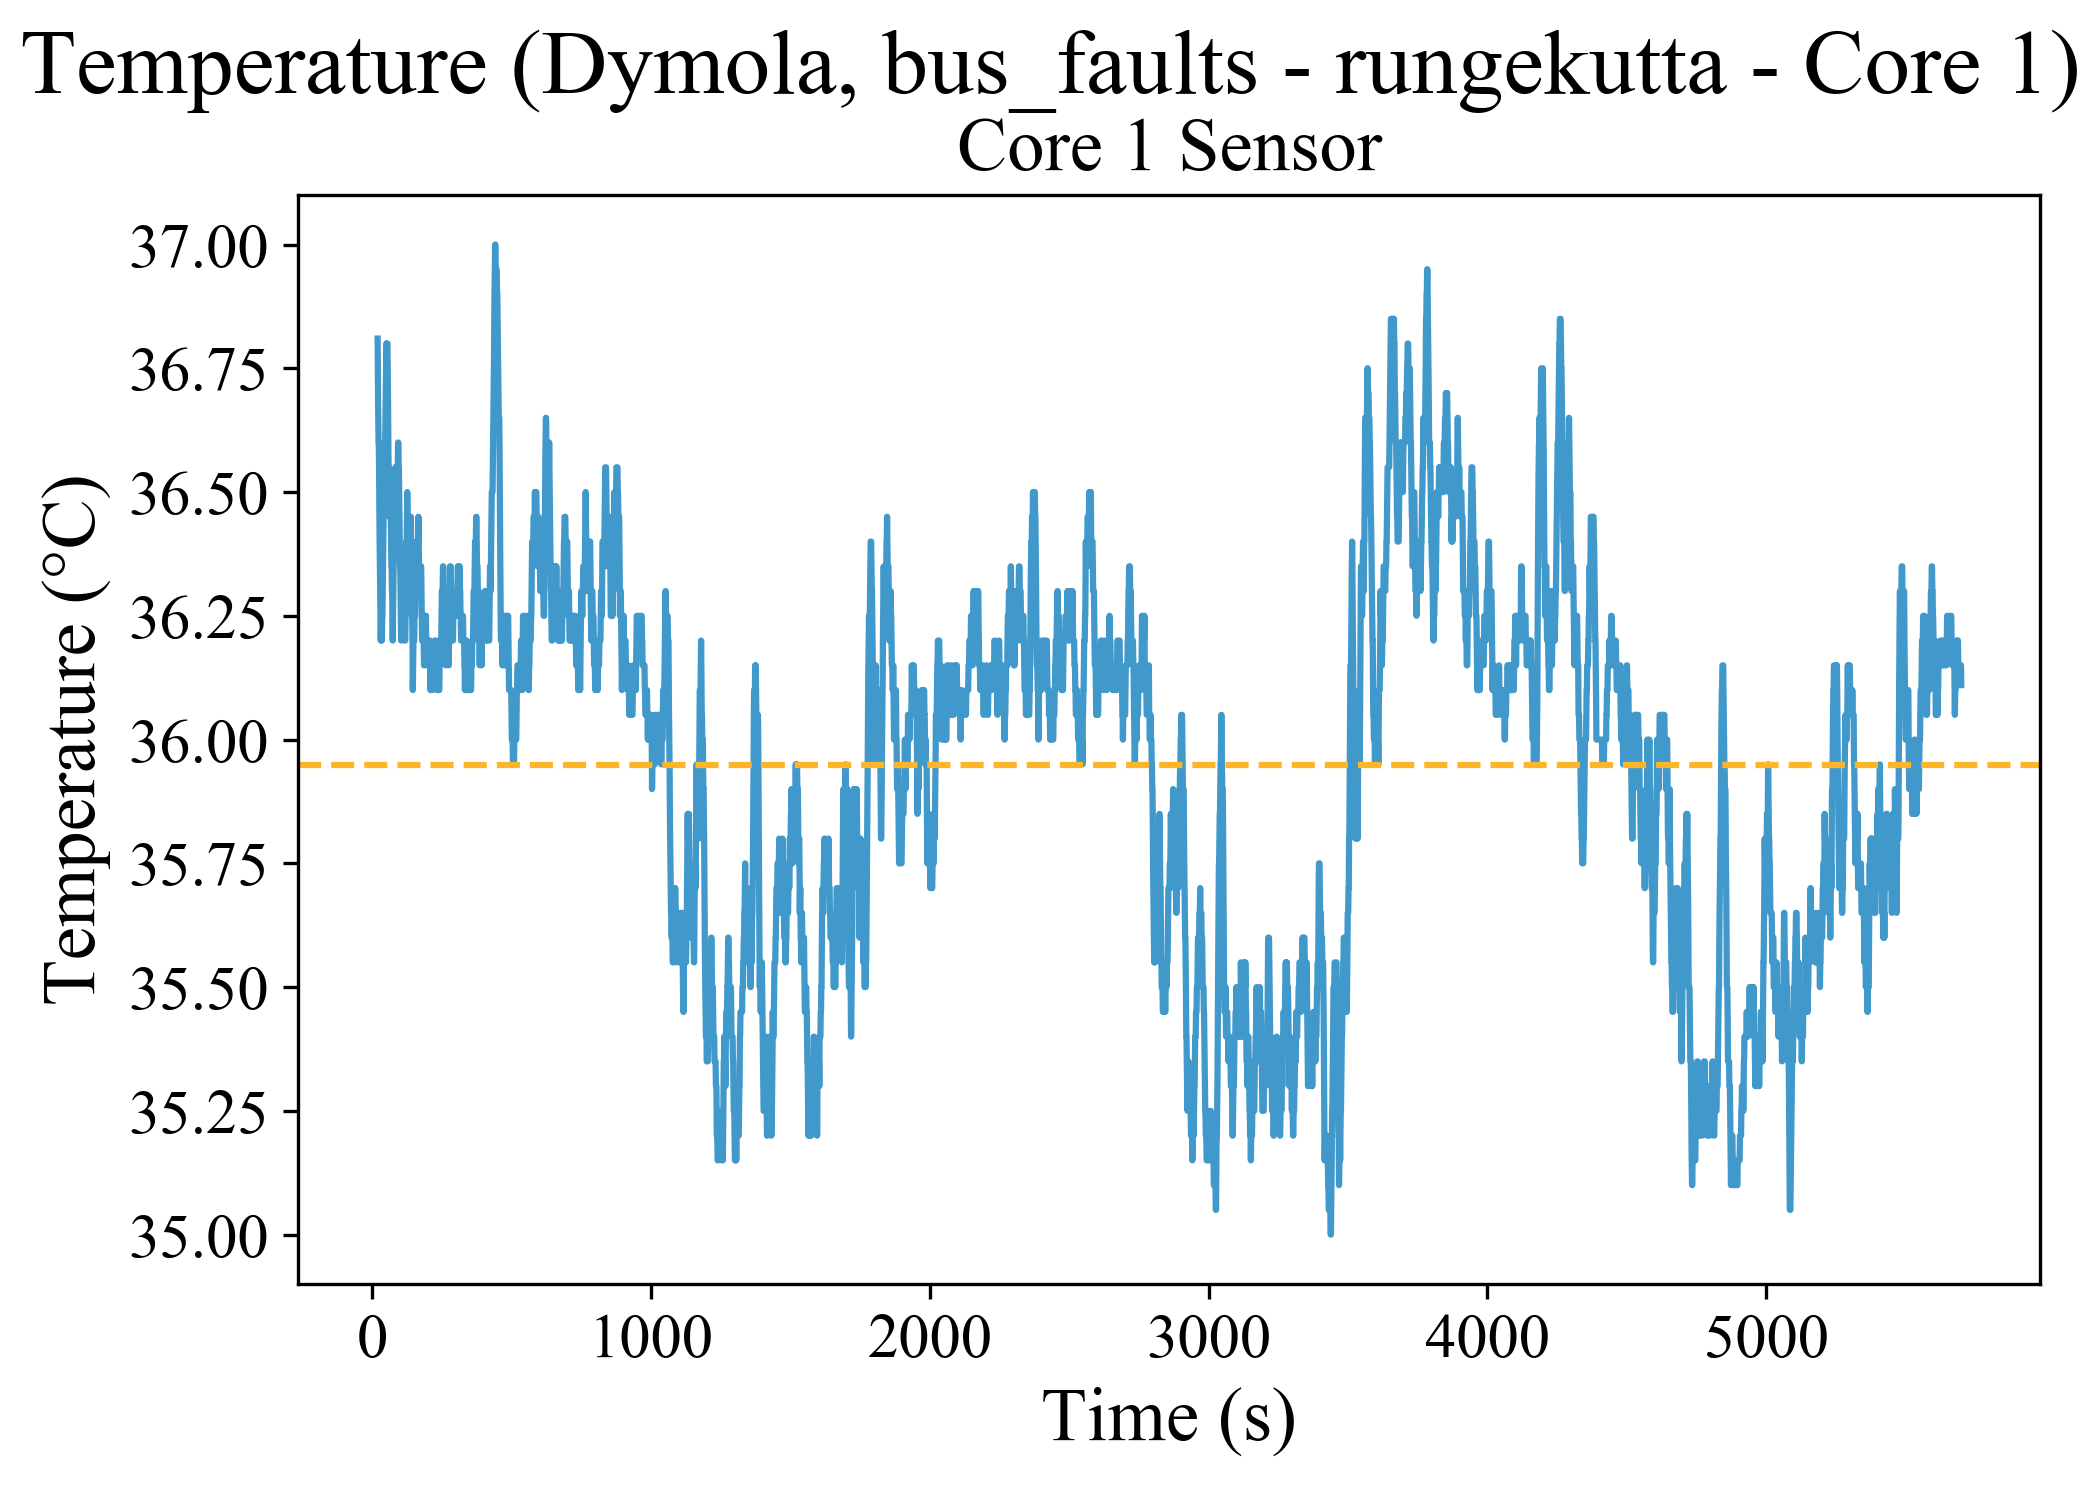 Temperature (Dymola, bus_faults - rungekutta - Core 1)
Core 1 Sensor
37.00
36.75
36.50
36.25
36.00
35.75
35.50
35.25
35.00
Temperature (°C)
0 1000 2000 3000 4000 5000
Time (s)